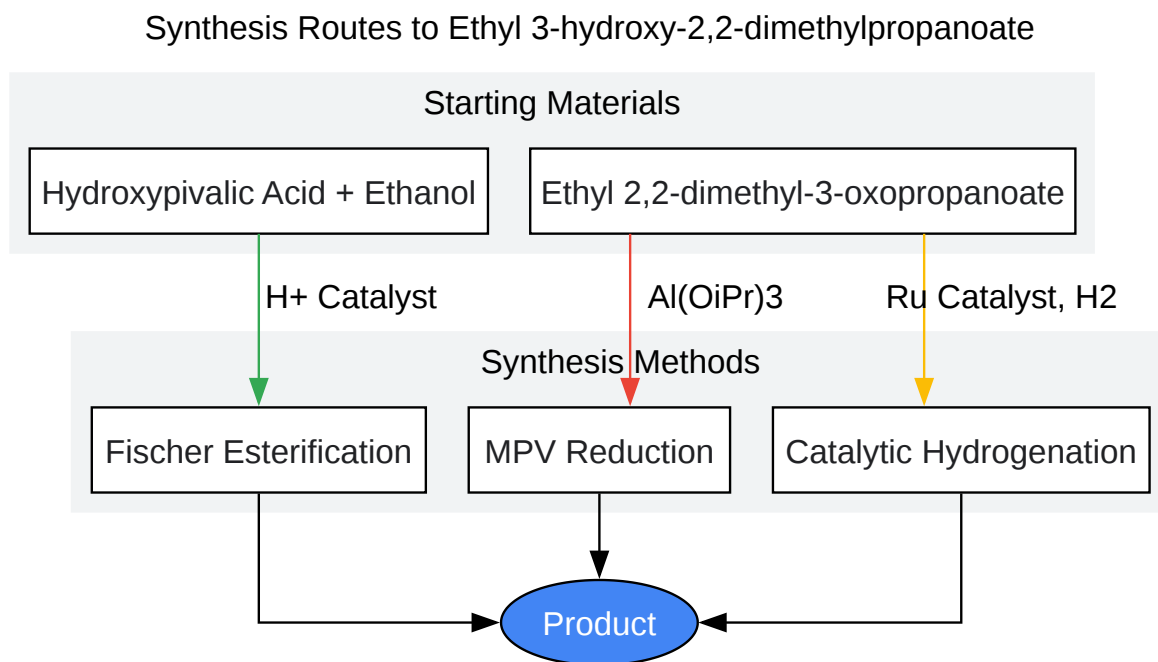 Synthesis Routes to Ethyl 3-hydroxy-2,2-dimethylpropanoate
Starting Materials
Hydroxypivalic Acid + Ethanol
Ethyl 2,2-dimethyl-3-oxopropanoate
H+ Catalyst
Al(OiPr)3
Ru Catalyst, H2
Synthesis Methods
Fischer Esterification
MPV Reduction
Catalytic Hydrogenation
Product